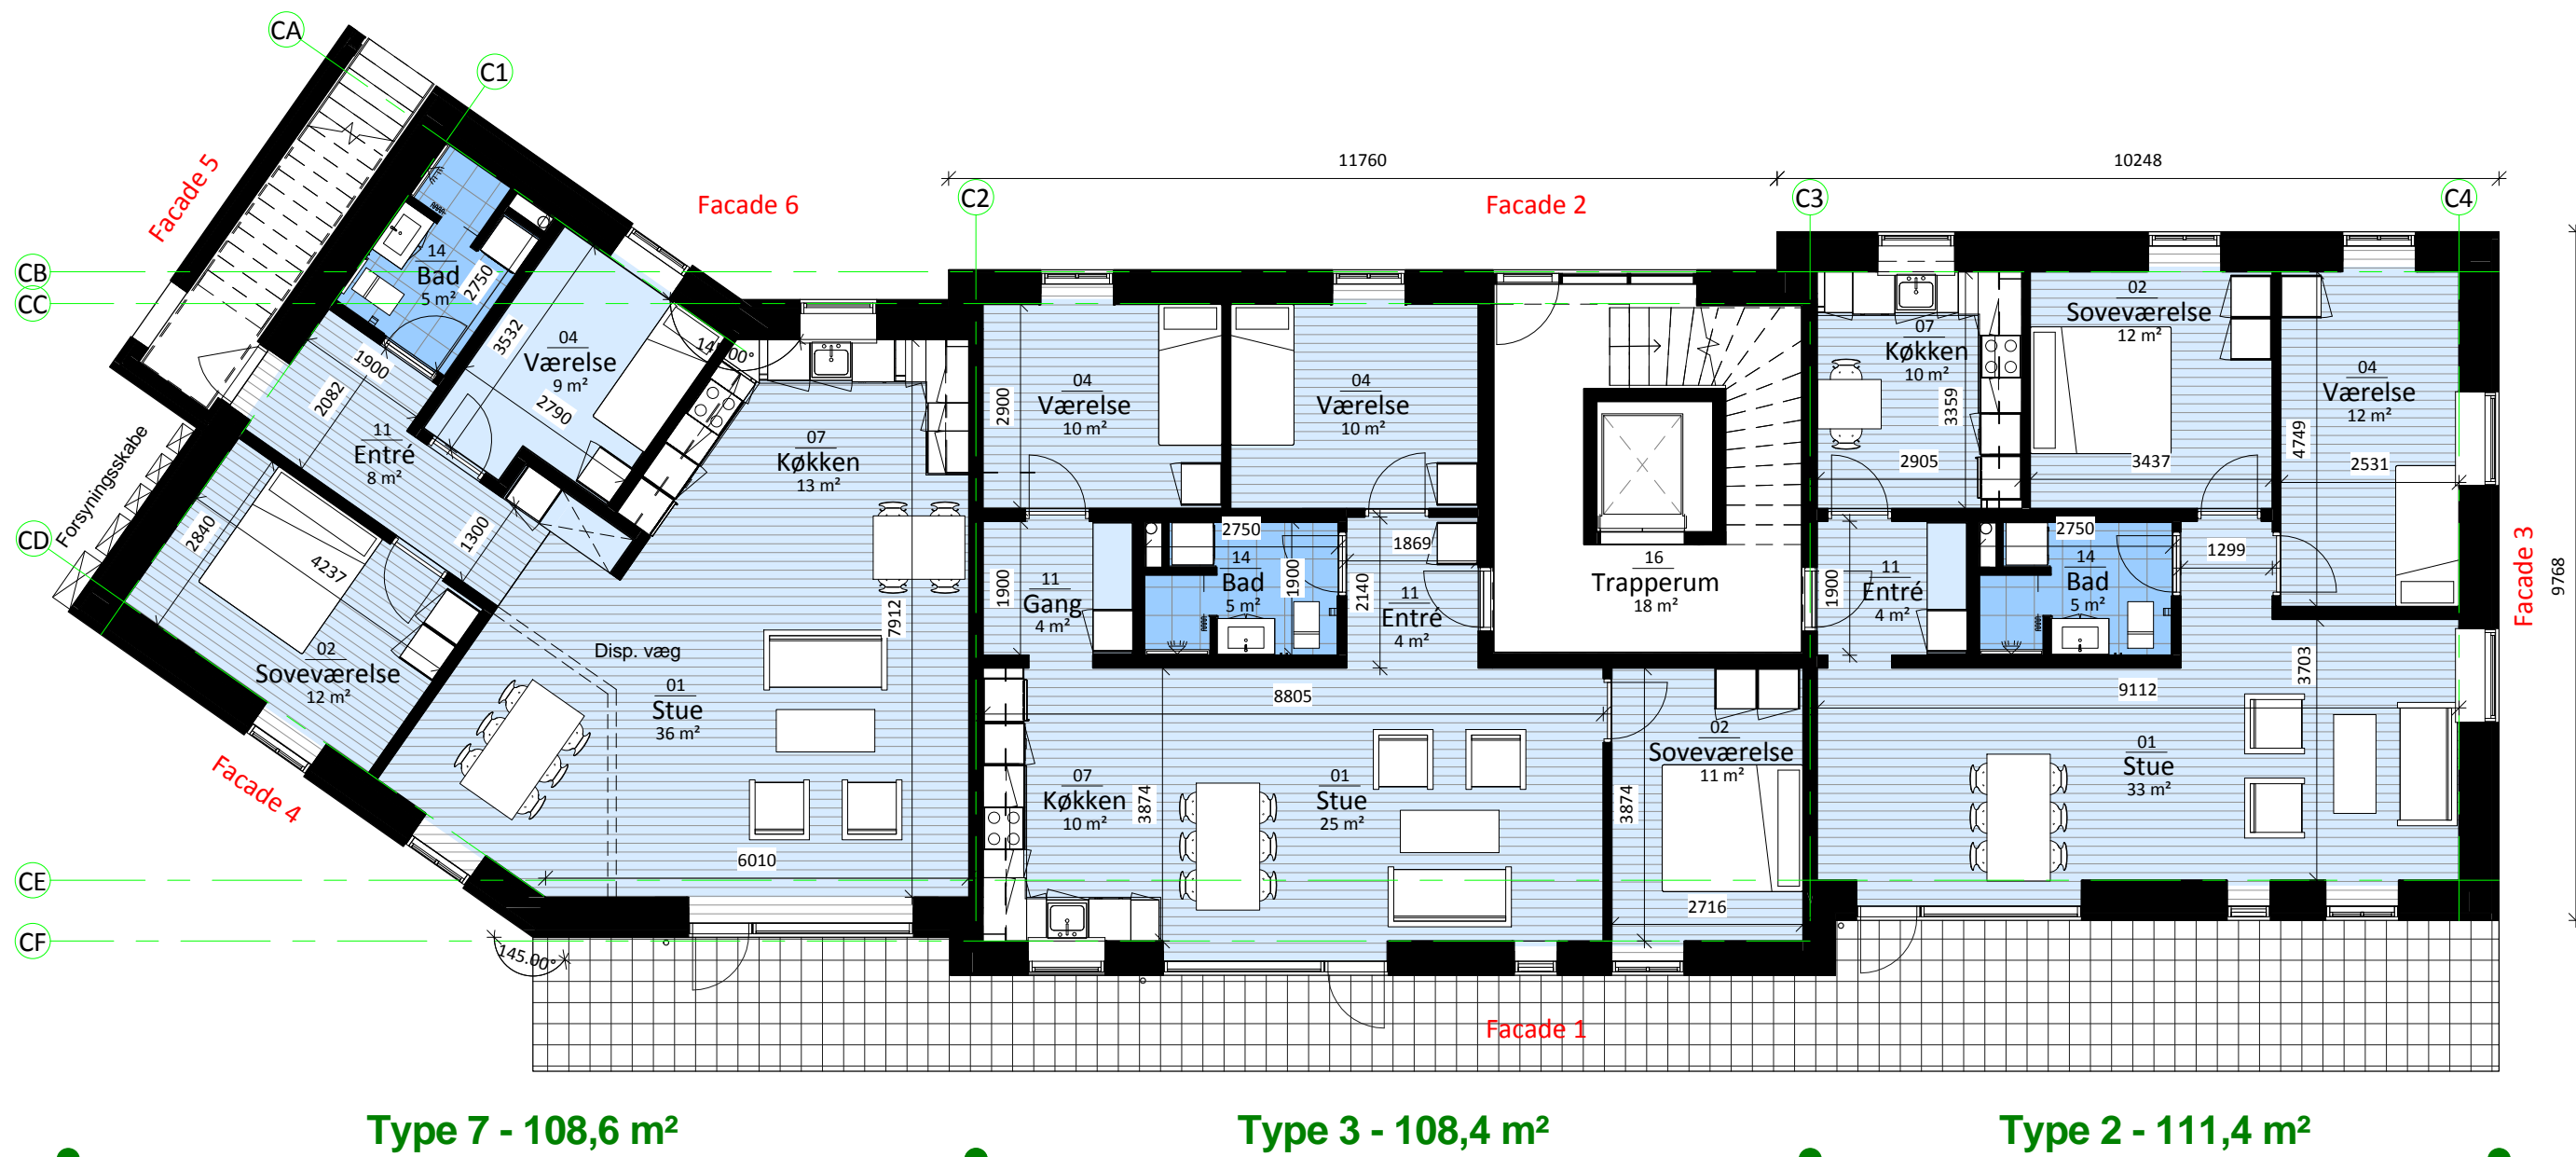 CA
C1
Facade 5
Facade 6
11760
10248
C2
Facade 2
C3
C4
CB
CC
14
Bad
5 m²
2750
3532
04
Værelse
9 m²
2790
1900
2082
11
Entré
8 m²
1300
Forsyningsskabe
CD
2840
4237
02
Soveværelse
12 m²
Facade 4
07
Køkken
13 m²
7912
Disp. væg
01
Stue
36 m²
6010
CE
CF
145.00°
2900
04
Værelse
10 m²
04
Værelse
10 m²
1900
11
Gang
4 m²
2750
14
Bad
5 m²
1900
1869
2140
11
Entré
4 m²
16
Trapperum
18 m²
8805
07
Køkken
10 m²
3874
01
Stue
25 m²
3874
02
Soveværelse
11 m²
2716
Facade 1
07
Køkken
10 m²
3359
2905
02
Soveværelse
12 m²
3437
04
Værelse
12 m²
4749
2531
1900
11
Entré
4 m²
2750
14
Bad
5 m²
1299
3703
9112
01
Stue
33 m²
Facade 3
9768
Type 7 - 108,6 m²
Type 3 - 108,4 m²
Type 2 - 111,4 m²